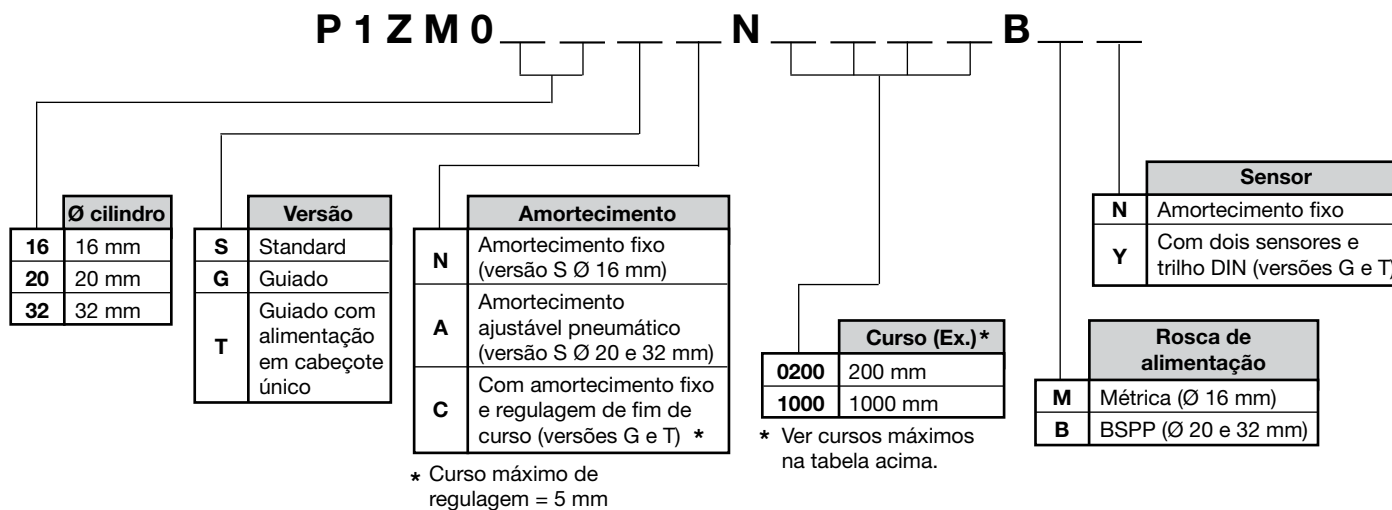 P 1 Z M 0 _ _ _ _ N _ _ _ _ B _ _
Ø cilindro
16 16 mm
20 20 mm
32 32 mm
Versão
S Standard
G Guiado
T Guiado com
alimentação
em cabeçote
único
Amortecimento
N Amortecimento fixo
(versão S Ø 16 mm)
A Amortecimento
ajustável pneumático
(versão S Ø 20 e 32 mm)
C Com amortecimento fixo
e regulagem de fim de
curso (versões G e T) *
* Curso máximo de
regulagem = 5 mm
Curso (Ex.)*
0200 200 mm
1000 1000 mm
* Ver cursos máximos
na tabela acima.
Sensor
N Amortecimento fixo
Y Com dois sensores e
trilho DIN (versões G e T)
Rosca de
alimentação
M Métrica (Ø 16 mm)
B BSPP (Ø 20 e 32 mm)